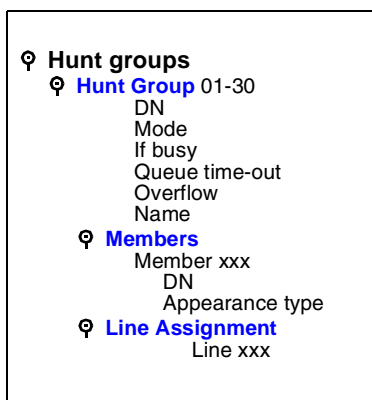 Hunt groups
Hunt Group 01-30
DN
Mode
If busy
Queue time-out
Overflow
Name
Members
Member xxx
DN
Appearance type
Line Assignment
Line xxx